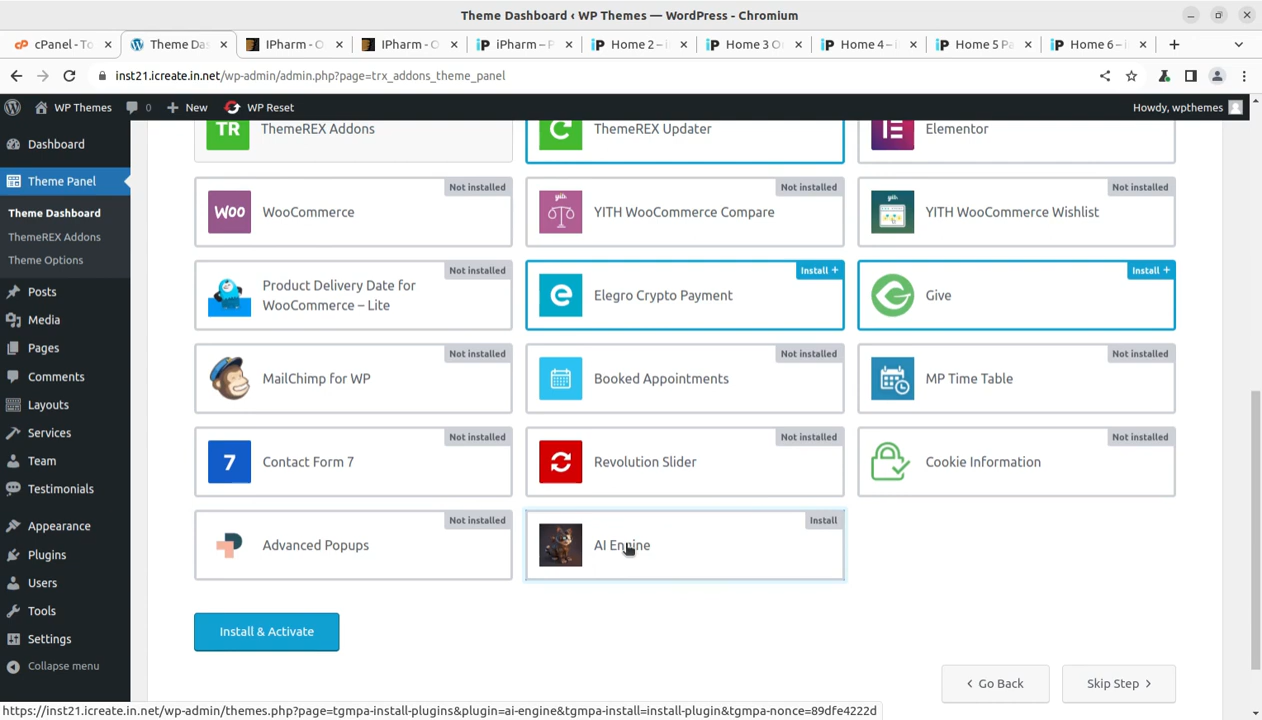 Theme Dashboard ‹ WP Themes — WordPress - Chromium
cPanel - To
Theme Das
IPharm - O
IPharm - O
iPharm – P
Home 2 – i
Home 3 O
Home 4 – i
Home 5 Pa
Home 6 – i
inst21.icreate.in.net/wp-admin/admin.php?page=trx_addons_theme_panel
WP Themes
0
New
WP Reset
Howdy, wpthemes
Dashboard
Theme Panel
Theme Dashboard
ThemeREX Addons
Theme Options
Posts
Media
Pages
Comments
Layouts
Services
Team
Testimonials
Appearance
Plugins
Users
Tools
Settings
Collapse menu
TR
ThemeREX Addons
ThemeREX Updater
Elementor
Not installed
WOO
WooCommerce
Not installed
yith
YITH WooCommerce Compare
Not installed
yith
YITH WooCommerce Wishlist
Not installed
Product Delivery Date for
WooCommerce – Lite
Install +
Elegro Crypto Payment
Install +
Give
Not installed
MailChimp for WP
Not installed
Booked Appointments
Not installed
MP Time Table
Not installed
7
Contact Form 7
Not installed
Revolution Slider
Not installed
Cookie Information
Not installed
Advanced Popups
Install
AI Engine
Install & Activate
‹ Go Back
Skip Step ›
https://inst21.icreate.in.net/wp-admin/themes.php?page=tgmpa-install-plugins&plugin=ai-engine&tgmpa-install=install-plugin&tgmpa-nonce=89dfe4222d